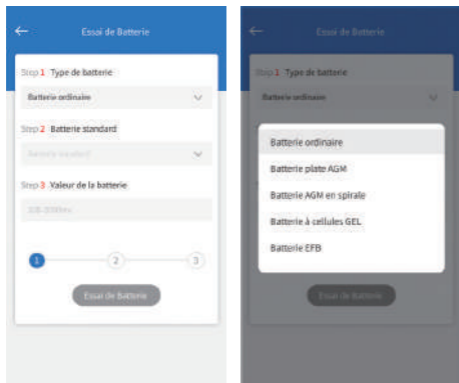 Essai de Batterie
Step 1 Type de batterie
Batterie ordinaire
Step 2 Batterie standard
Batterie standard
Step 3 Valeur de la batterie
1
2
3
Essai de Batterie
Essai de Batterie
Step 1 Type de batterie
Batterie ordinaire
Batterie ordinaire
Batterie plate AGM
Batterie AGM en spirale
Batterie à cellules GEL
Batterie EFB
Essai de Batterie